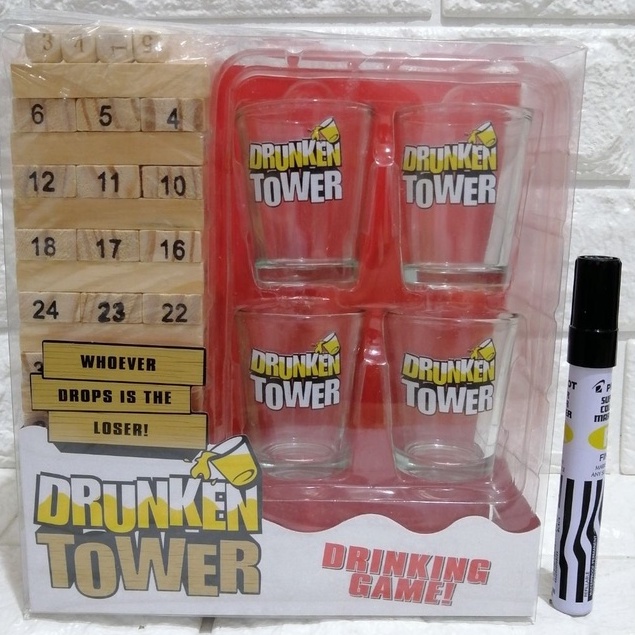 6 5 4
12 11 10
18 17 16
24 23 22
WHOEVER
DROPS IS THE
LOSER!
DRUNKEN
TOWER
DRINKING
GAME!
DRUNKEN
TOWER
DRUNKEN
TOWER
DRUNKEN
TOWER
DRUNKEN
TOWER